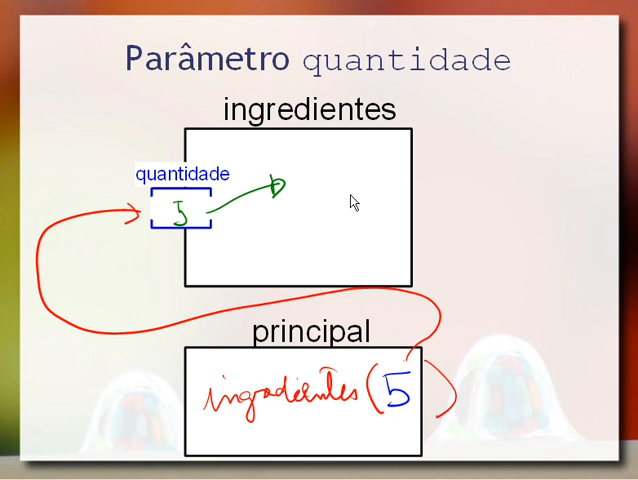 Parâmetro quantidade
ingredientes
quantidade
5
principal
ingredientes(5)